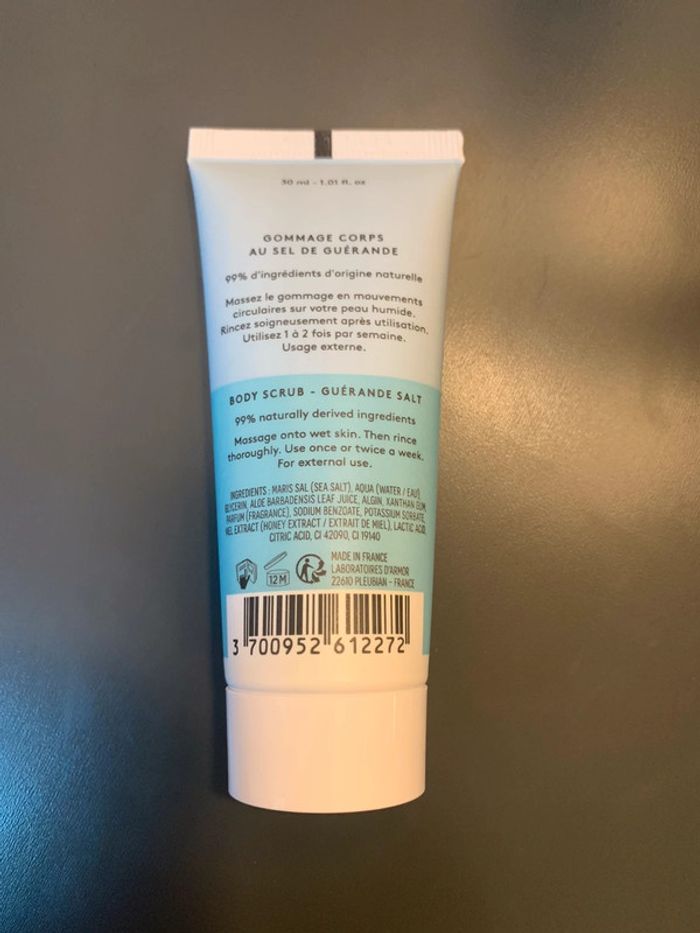 30 ml - 1.01 fl. oz
GOMMAGE CORPS
AU SEL DE GUÉRANDE
99% d'ingrédients d'origine naturelle
Massez le gommage en mouvements
circulaires sur votre peau humide.
Rincez soigneusement après utilisation.
Utilisez 1 à 2 fois par semaine.
Usage externe.
BODY SCRUB - GUÉRANDE SALT
99% naturally derived ingredients
Massage onto wet skin. Then rince
thoroughly. Use once or twice a week.
For external use.
INGREDIENTS : MARIS SAL (SEA SALT), AQUA (WATER / EAU),
GLYCERIN, ALOE BARBADENSIS LEAF JUICE, ALGIN, XANTHAN GUM,
PARFUM (FRAGRANCE), SODIUM BENZOATE, POTASSIUM SORBATE,
MEL EXTRACT (HONEY EXTRACT / EXTRAIT DE MIEL), LACTIC ACID,
CITRIC ACID, CI 42090, CI 19140
12 M
MADE IN FRANCE
LABORATOIRES D'ARMOR
22610 PLEUBIAN - FRANCE
3 700952 612272